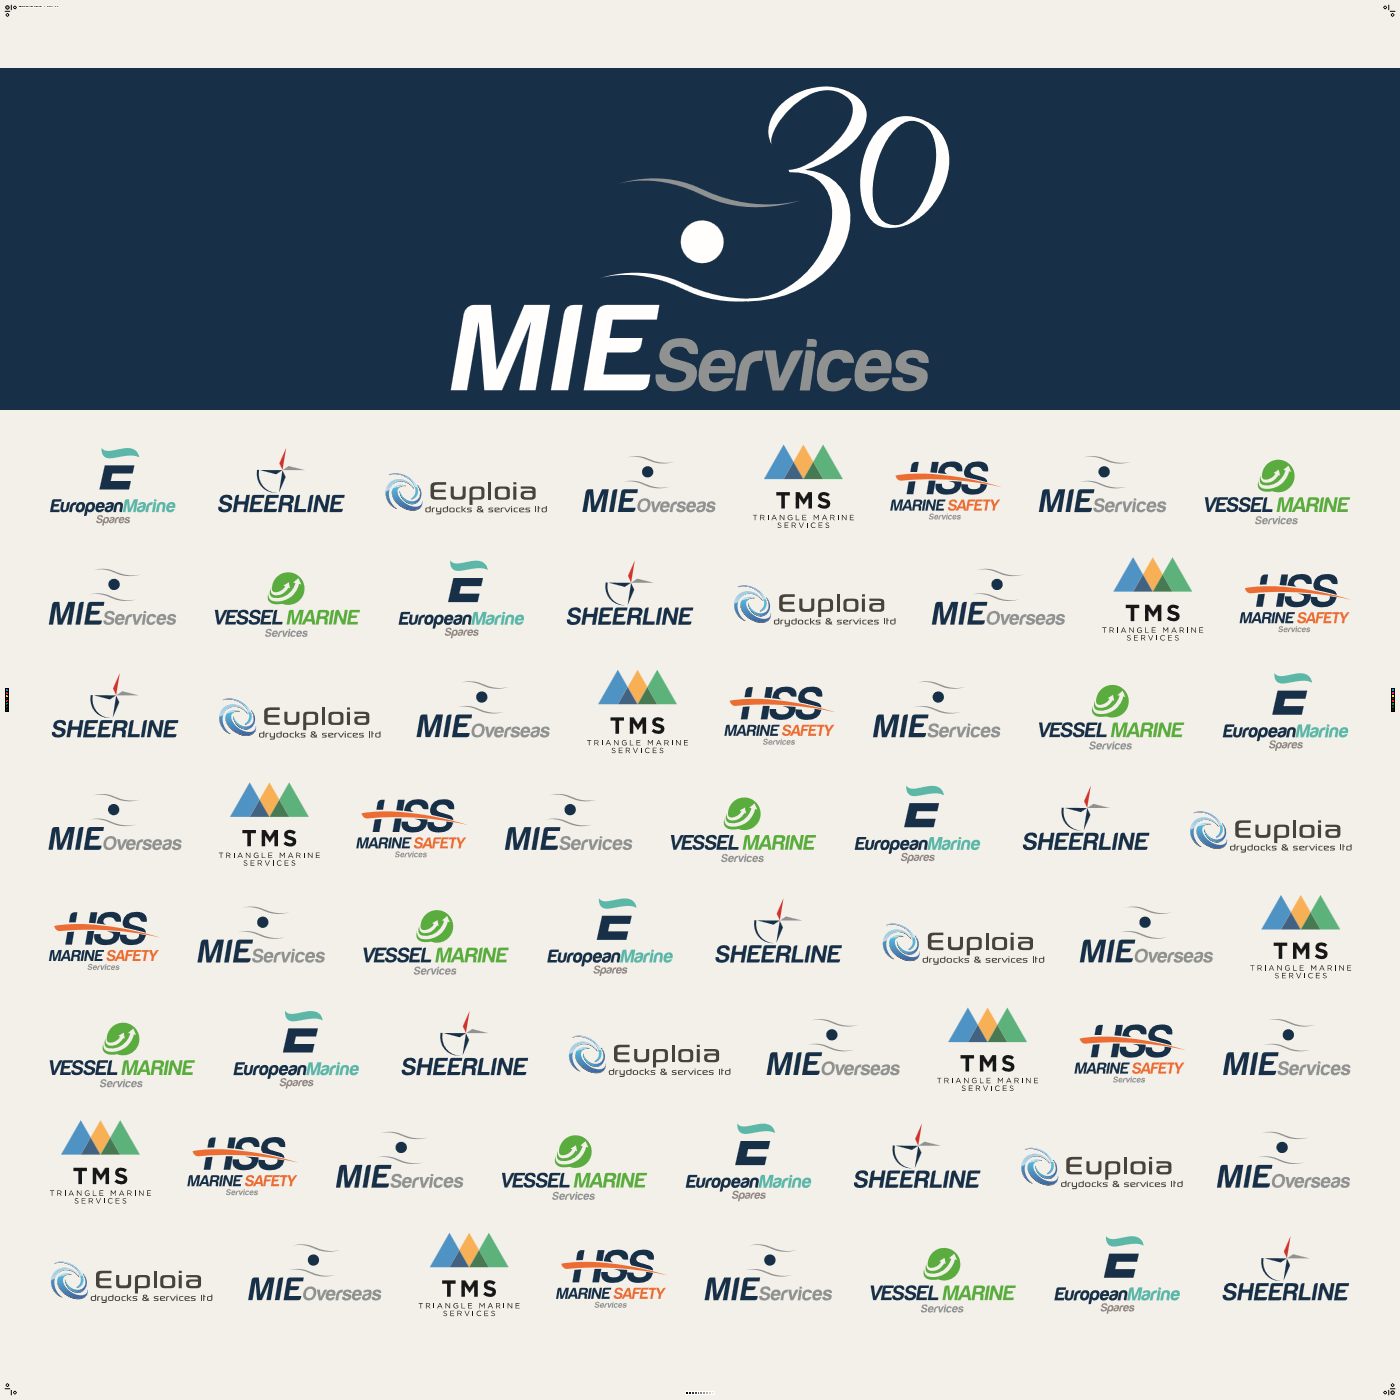 30
MIE Services
European Marine
Spares
SHEERLINE
Euploia
drydocks & services ltd
MIE Overseas
TMS
TRIANGLE MARINE
SERVICES
HSS
MARINE SAFETY
Services
MIE Services
VESSEL MARINE
Services
MIE Services
VESSEL MARINE
Services
European Marine
Spares
SHEERLINE
Euploia
drydocks & services ltd
MIE Overseas
TMS
TRIANGLE MARINE
SERVICES
HSS
MARINE SAFETY
Services
SHEERLINE
Euploia
drydocks & services ltd
MIE Overseas
TMS
TRIANGLE MARINE
SERVICES
HSS
MARINE SAFETY
Services
MIE Services
VESSEL MARINE
Services
European Marine
Spares
MIE Overseas
TMS
TRIANGLE MARINE
SERVICES
HSS
MARINE SAFETY
Services
MIE Services
VESSEL MARINE
Services
European Marine
Spares
SHEERLINE
Euploia
drydocks & services ltd
HSS
MARINE SAFETY
Services
MIE Services
VESSEL MARINE
Services
European Marine
Spares
SHEERLINE
Euploia
drydocks & services ltd
MIE Overseas
TMS
TRIANGLE MARINE
SERVICES
VESSEL MARINE
Services
European Marine
Spares
SHEERLINE
Euploia
drydocks & services ltd
MIE Overseas
TMS
TRIANGLE MARINE
SERVICES
HSS
MARINE SAFETY
Services
MIE Services
TMS
TRIANGLE MARINE
SERVICES
HSS
MARINE SAFETY
Services
MIE Services
VESSEL MARINE
Services
European Marine
Spares
SHEERLINE
Euploia
drydocks & services ltd
MIE Overseas
Euploia
drydocks & services ltd
MIE Overseas
TMS
TRIANGLE MARINE
SERVICES
HSS
MARINE SAFETY
Services
MIE Services
VESSEL MARINE
Services
European Marine
Spares
SHEERLINE